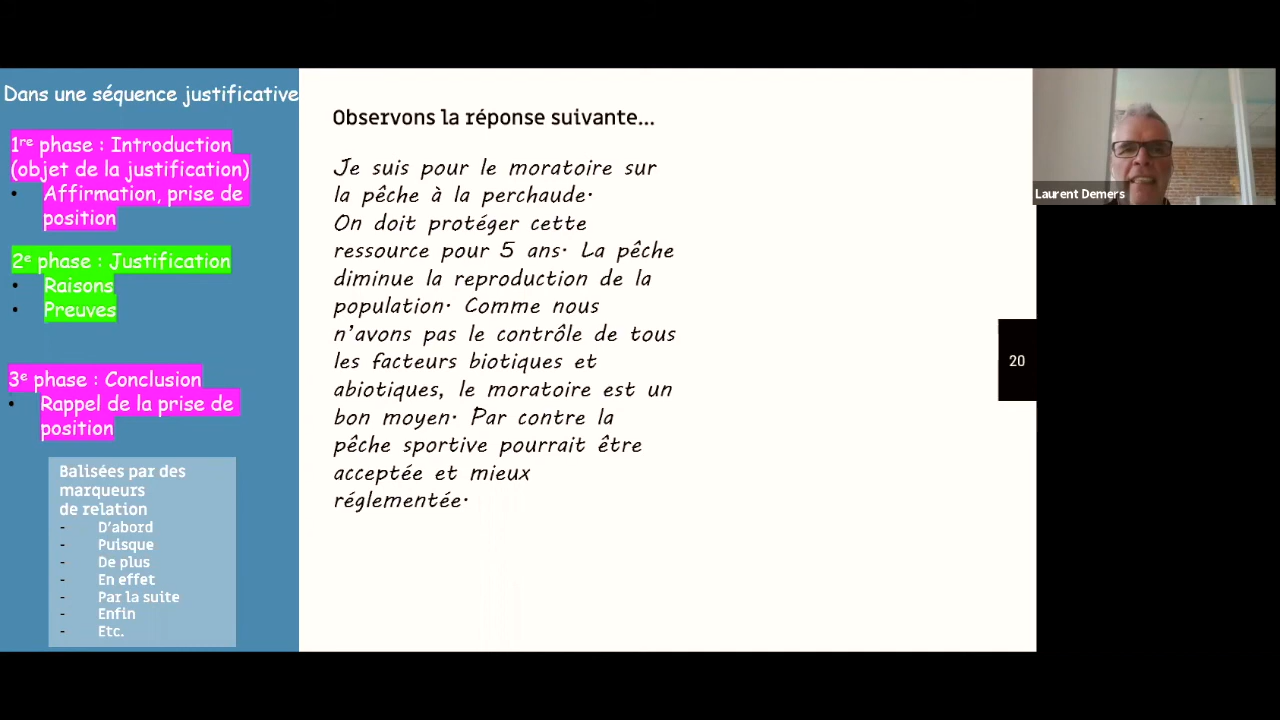 Dans une séquence justificative
1re phase : Introduction
(objet de la justification)
• Affirmation, prise de
position
2e phase : Justification
• Raisons
• Preuves
3e phase : Conclusion
• Rappel de la prise de
position
Balisées par des
marqueurs
de relation
- D'abord
- Puisque
- De plus
- En effet
- Par la suite
- Enfin
- Etc.
Observons la réponse suivante...
Je suis pour le moratoire sur
la pêche à la perchaude.
On doit protéger cette
ressource pour 5 ans. La pêche
diminue la reproduction de la
population. Comme nous
n'avons pas le contrôle de tous
les facteurs biotiques et
abiotiques, le moratoire est un
bon moyen. Par contre la
pêche sportive pourrait être
acceptée et mieux
réglementée.
20
Laurent Demers